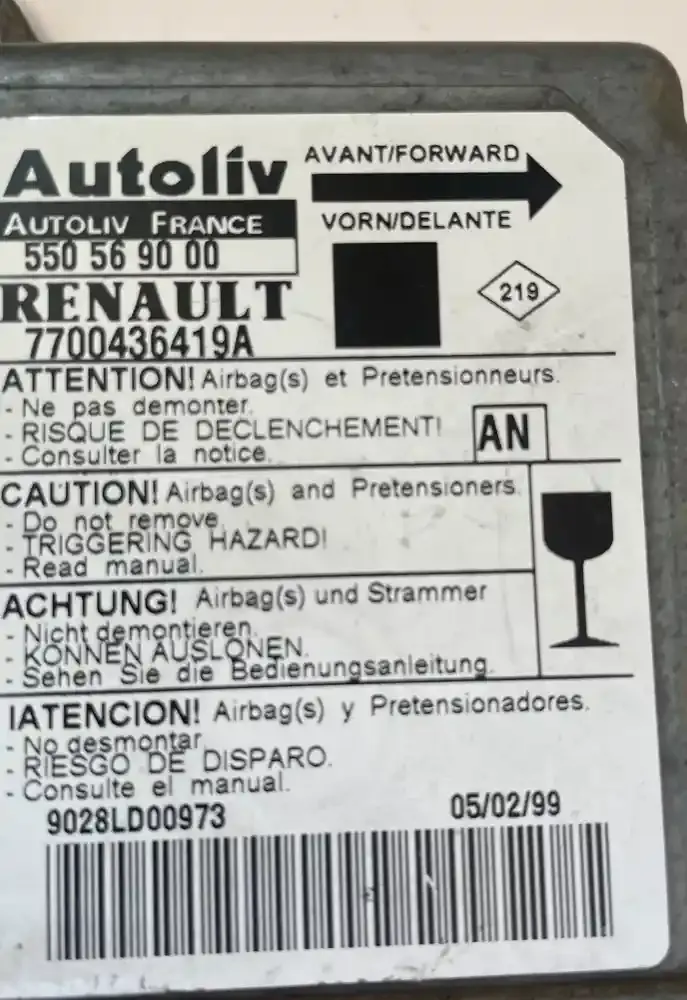 Autoliv
AVANT/FORWARD
AUTOLIV FRANCE
VORN/DELANTE
550 56 90 00
RENAULT
219
7700436419A
ATTENTION! Airbag(s) et Pretensionneurs.
- Ne pas demonter.
- RISQUE DE DECLENCHEMENT!
AN
- Consulter la notice.
CAUTION! Airbag(s) and Pretensioners.
- Do not remove.
- TRIGGERING HAZARD!
- Read manual.
ACHTUNG! Airbag(s) und Strammer
- Nicht demontieren.
- KONNEN AUSLONEN.
- Sehen Sie die Bedienungsanleitung.
IATENCION! Airbag(s) y Pretensionadores.
- No desmontar.
- RIESGO DE DISPARO.
- Consulte el manual.
9028LD00973
05/02/99